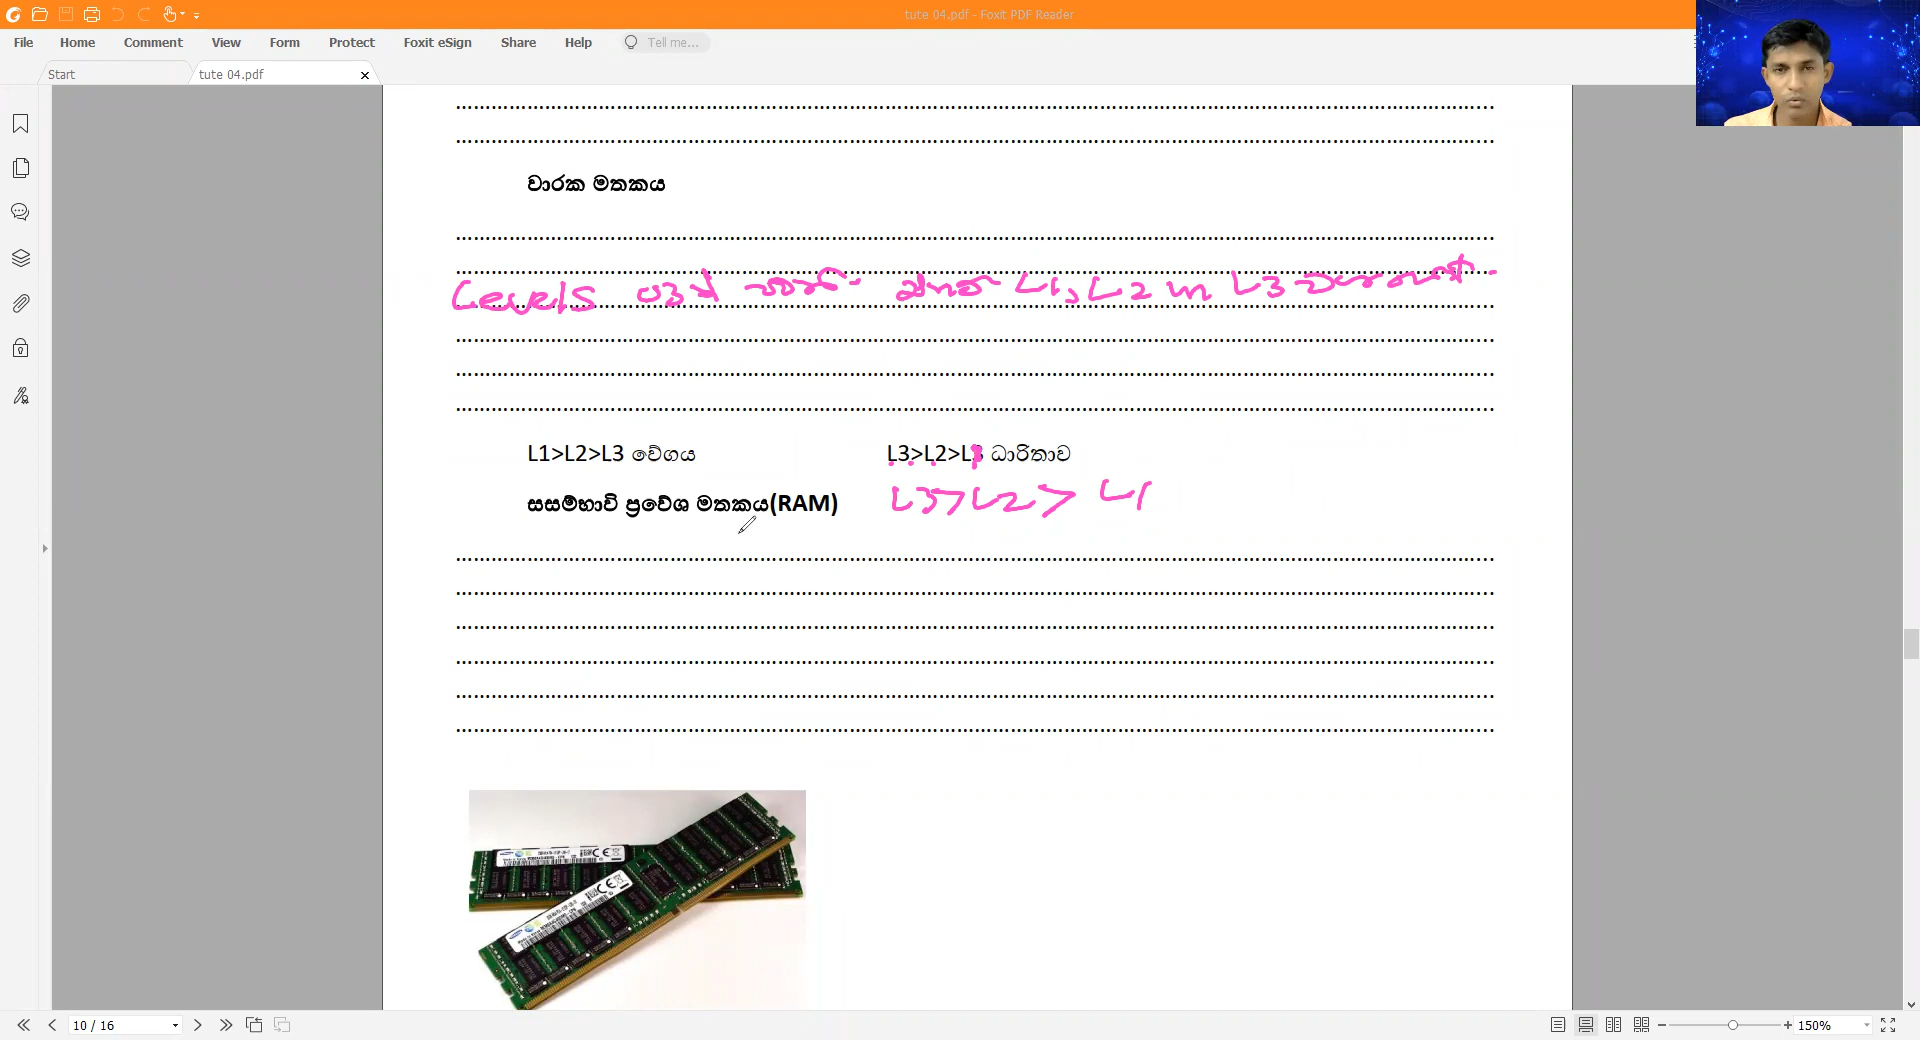 tute 04.pdf - Foxit PDF Reader
File Home Comment View Form Protect Foxit eSign Share Help Tell me...
Start tute 04.pdf
වාරක මතකය
Levels L1, L2 හා L3
L1>L2>L3 වේගය L3>L2>L ධාරිතාව
සසම්භාවි ප්‍රවේශ මතකය(RAM) L3>L2> L1
10 / 16 150%